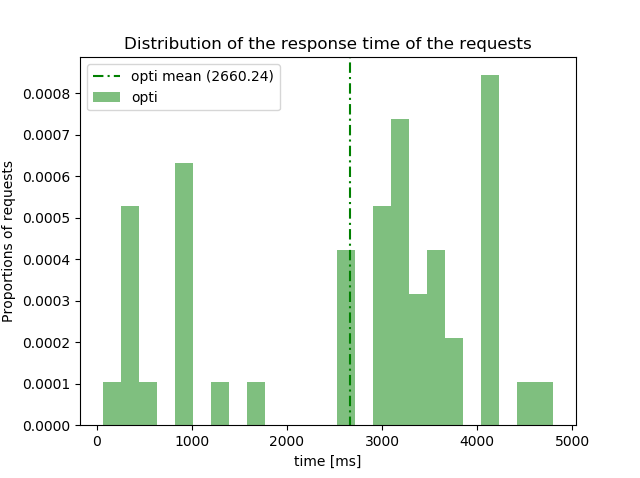 Distribution of the response time of the requests
opti mean (2660.24)
opti
Proportions of requests
0.0008
0.0007
0.0006
0.0005
0.0004
0.0003
0.0002
0.0001
0.0000
0 1000 2000 3000 4000 5000
time [ms]